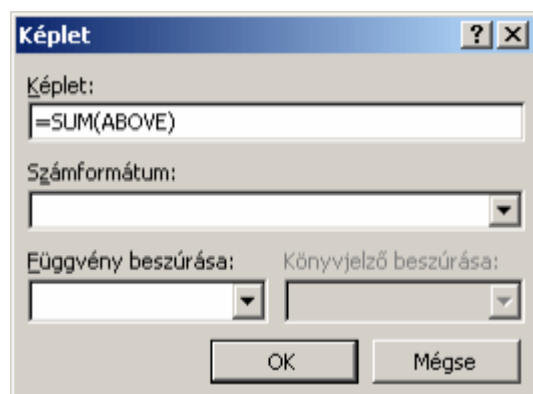 Képlet
Képlet:
=SUM(ABOVE)
Számformátum:
Függvény beszúrása: Könyvjelző beszúrása:
OK Mégse